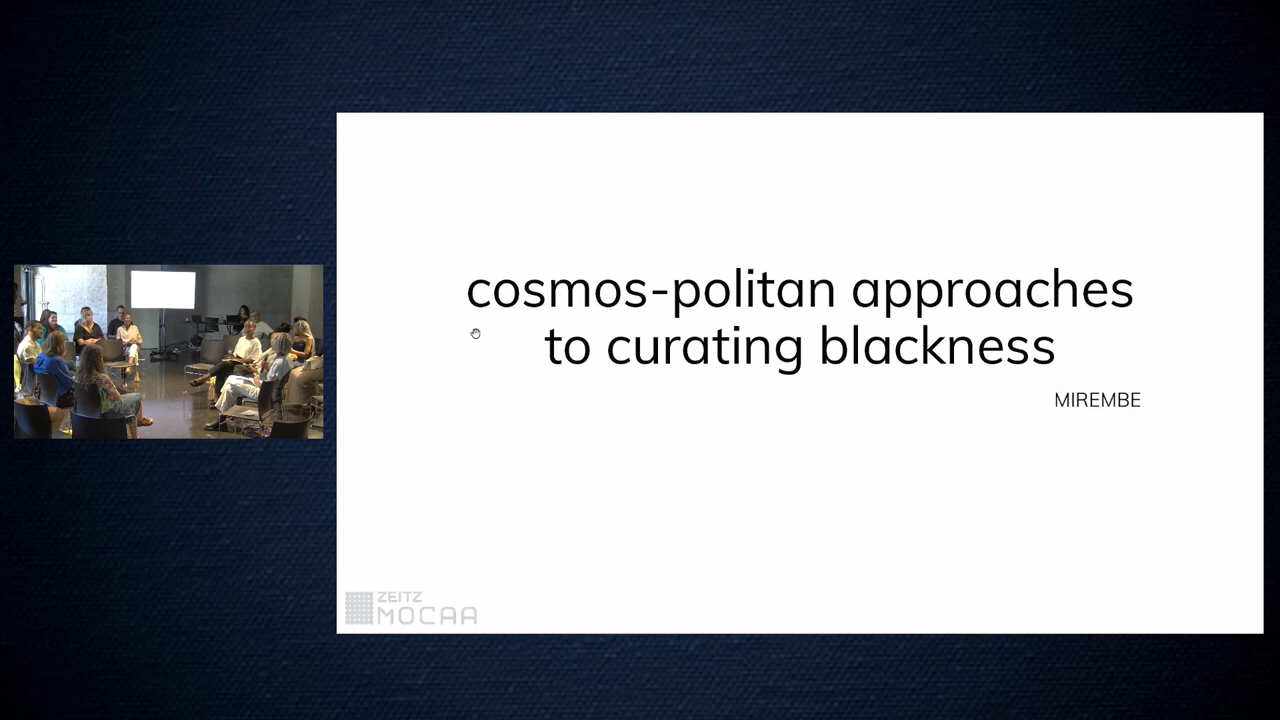 cosmos-politan approaches
to curating blackness
MIREMBE
ZEITZ
MOCAA